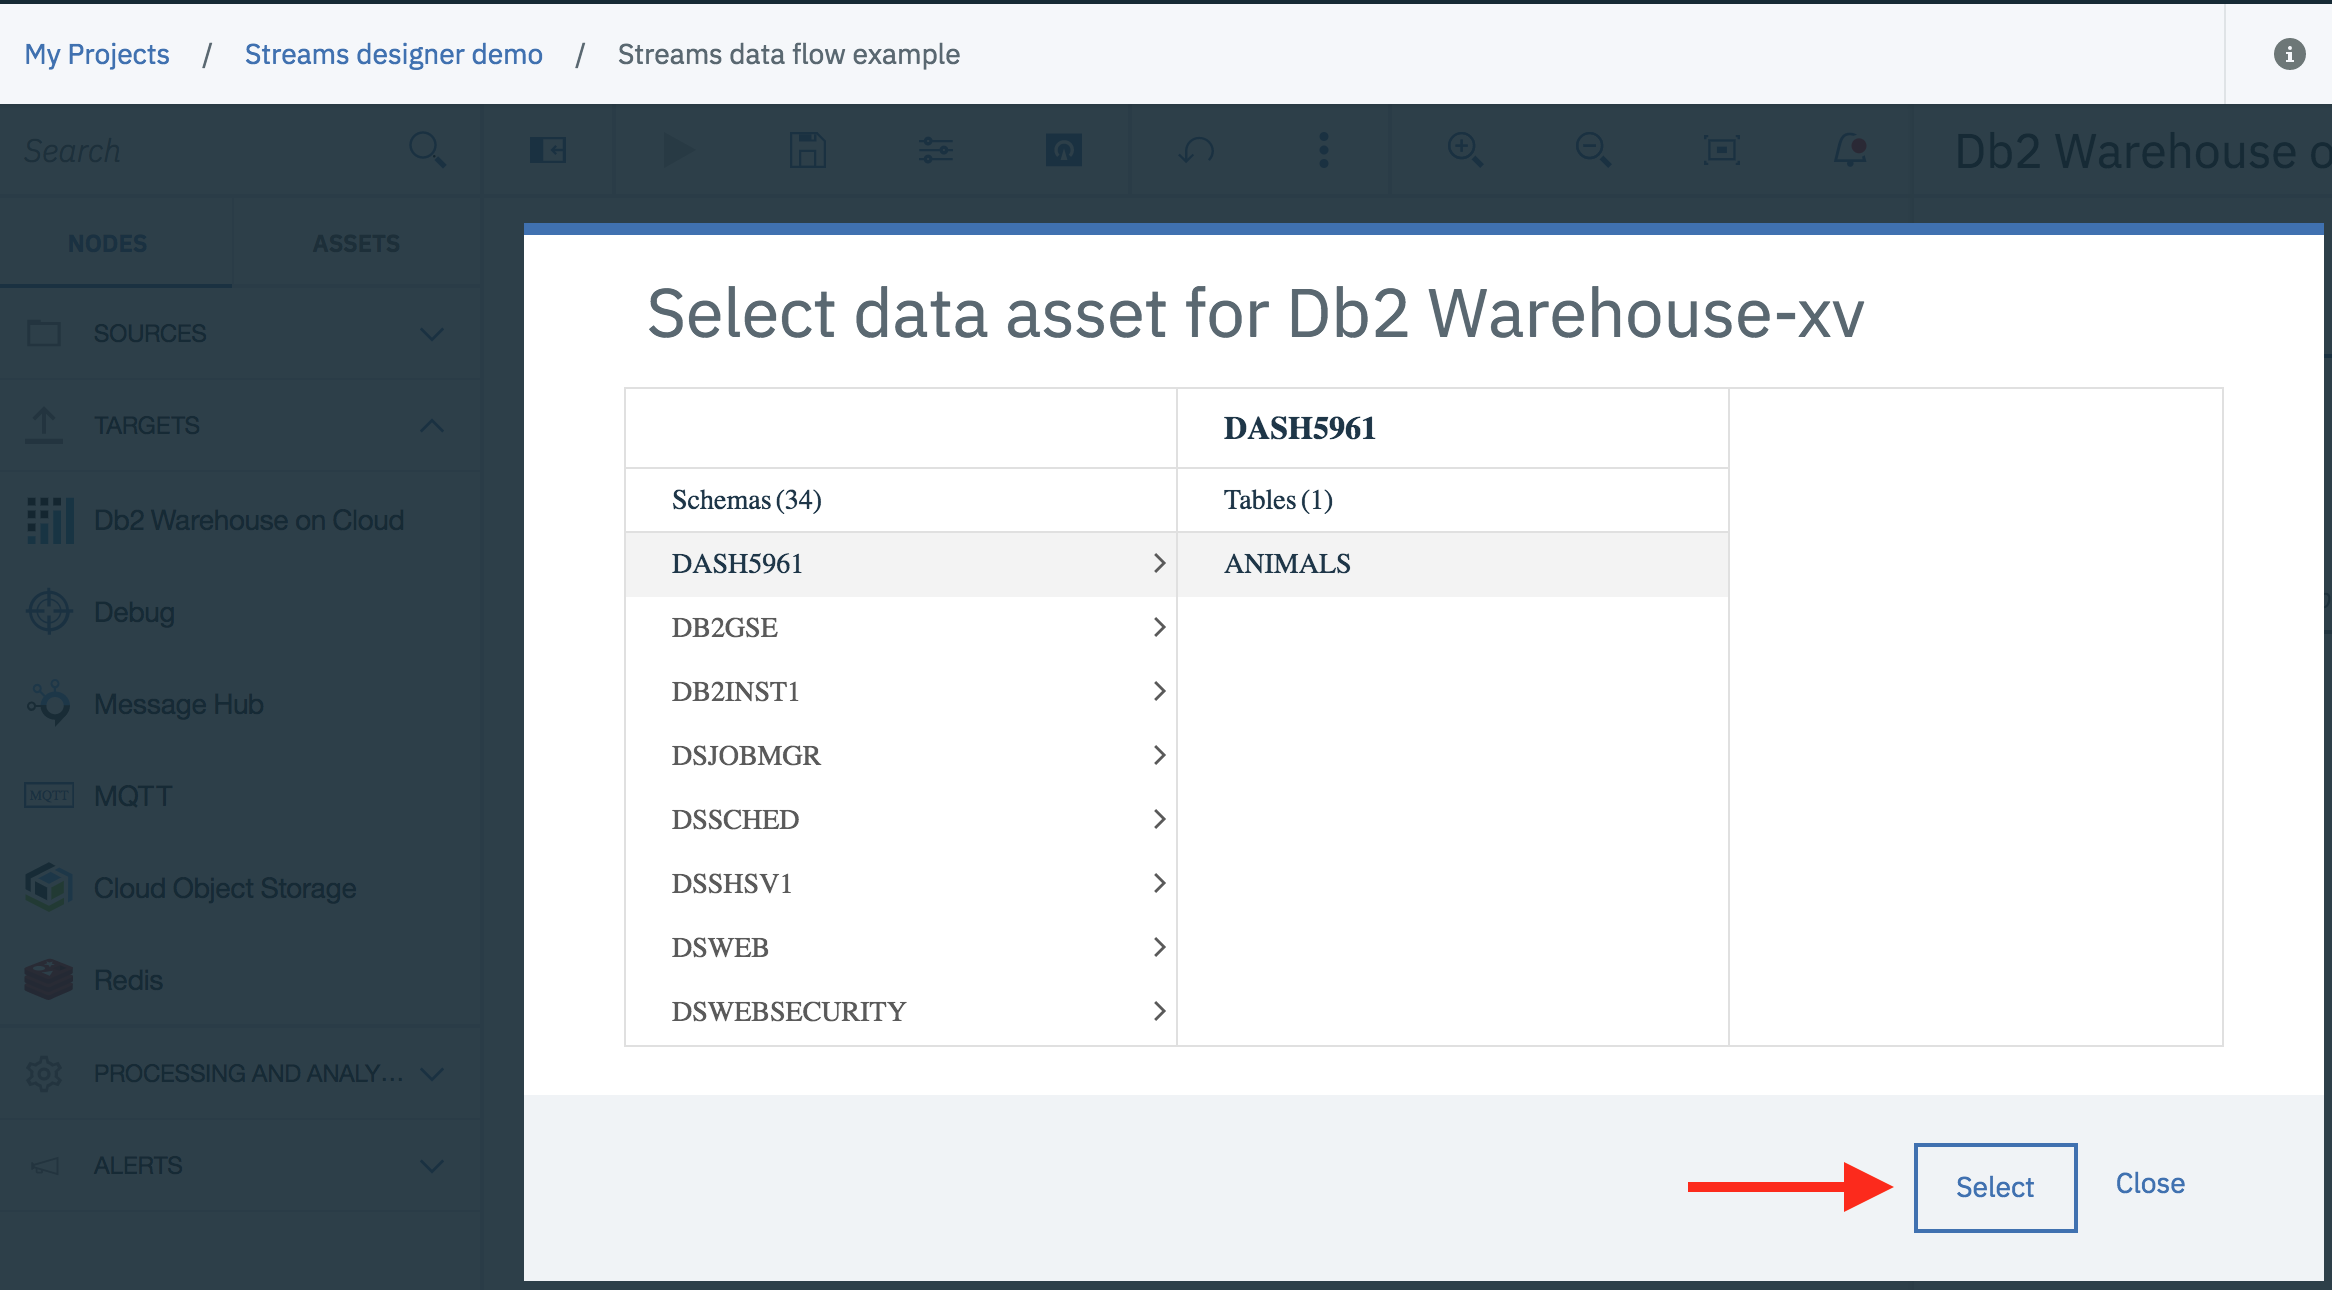 My Projects / Streams designer demo / Streams data flow example
Search
Db2 Warehouse o
NODES ASSETS
SOURCES
TARGETS
Db2 Warehouse on Cloud
Debug
Message Hub
MQTT MQTT
Cloud Object Storage
Redis
PROCESSING AND ANALY...
ALERTS
Select data asset for Db2 Warehouse-xv
DASH5961
Schemas (34)
Tables (1)
DASH5961
ANIMALS
DB2GSE
DB2INST1
DSJOBMGR
DSSCHED
DSSHSV1
DSWEB
DSWEBSECURITY
Select
Close